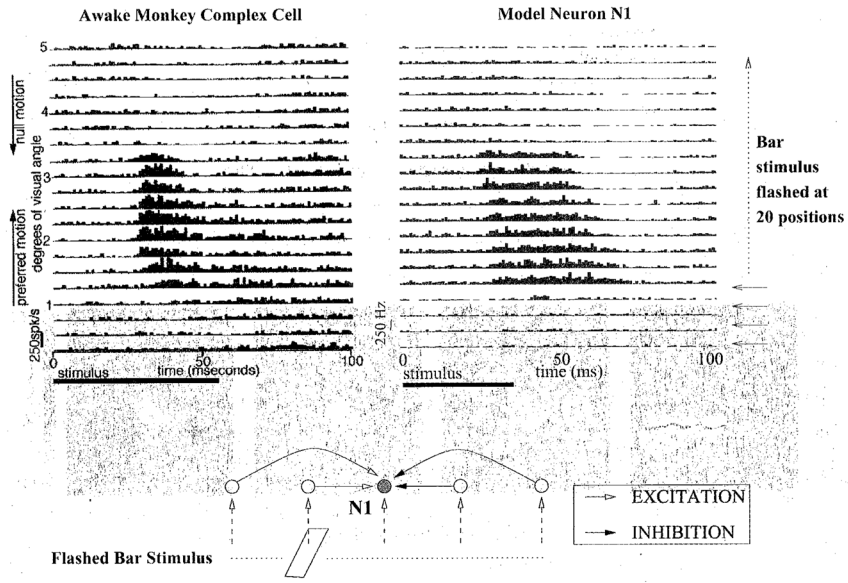 Awake Monkey Complex Cell
Model Neuron N1
5
4
3
2
1
null motion
preferred motion
degrees of visual angle
250spk/s
0
50
100
stimulus
time (mseconds)
250 Hz
0
50
100
stimulus
time (ms)
Bar
stimulus
flashed at
20 positions
N1
EXCITATION
INHIBITION
Flashed Bar Stimulus